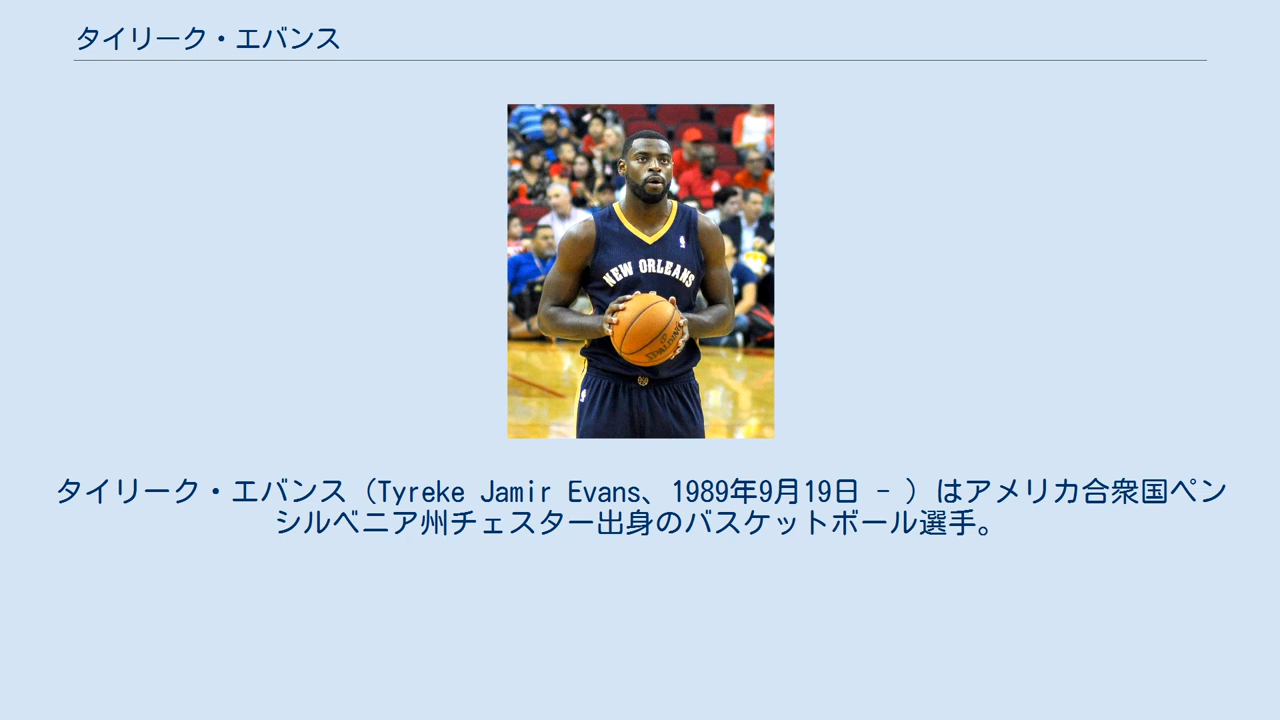 タイリーク・エバンス
NEW ORLEANS
SPALDING
タイリーク・エバンス（Tyreke Jamir Evans、1989年9月19日 - ）はアメリカ合衆国ペン
シルベニア州チェスター出身のバスケットボール選手。